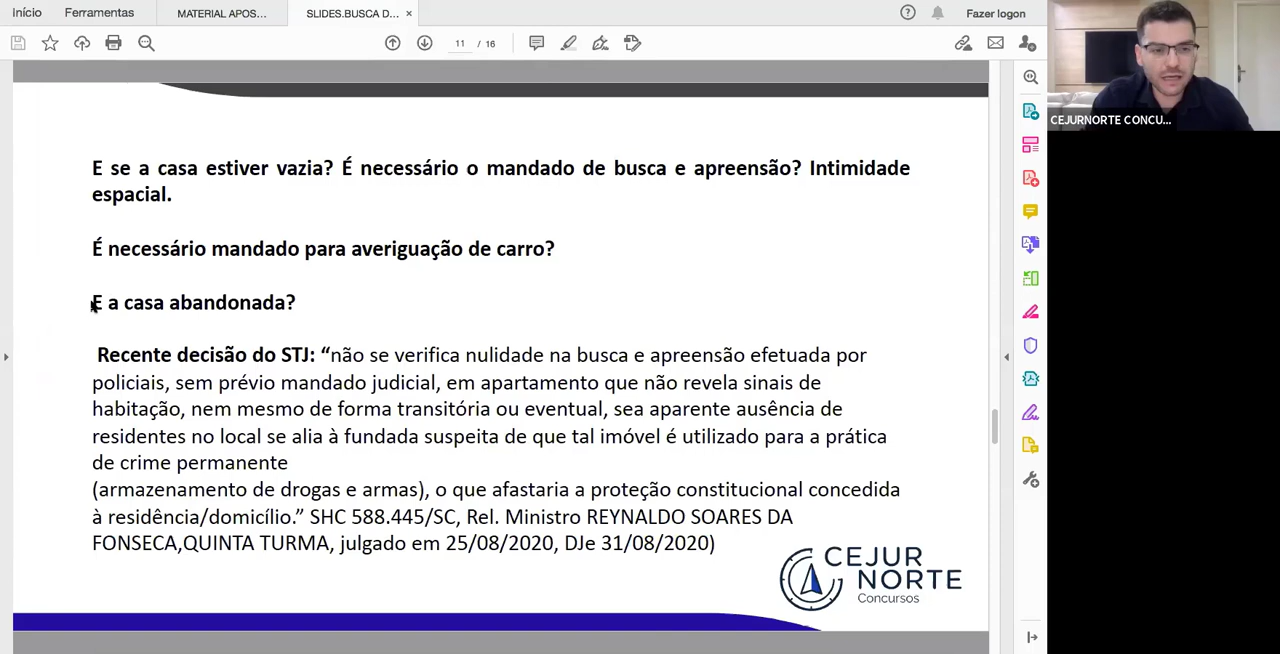 Início Ferramentas MATERIAL APOS... SLIDES.BUSCA D... × Fazer logon
11 / 16
CEJURNORTE CONCU...
E se a casa estiver vazia? É necessário o mandado de busca e apreensão? Intimidade
espacial.
É necessário mandado para averiguação de carro?
E a casa abandonada?
Recente decisão do STJ: “não se verifica nulidade na busca e apreensão efetuada por
policiais, sem prévio mandado judicial, em apartamento que não revela sinais de
habitação, nem mesmo de forma transitória ou eventual, sea aparente ausência de
residentes no local se alia à fundada suspeita de que tal imóvel é utilizado para a prática
de crime permanente
(armazenamento de drogas e armas), o que afastaria a proteção constitucional concedida
à residência/domicílio.” SHC 588.445/SC, Rel. Ministro REYNALDO SOARES DA
FONSECA,QUINTA TURMA, julgado em 25/08/2020, DJe 31/08/2020)
CEJUR
NORTE
Concursos